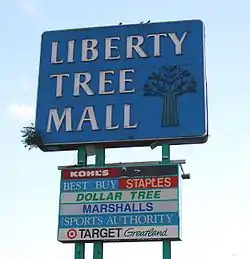 LIBERTY
TREE
MALL
KOHL'S
BEST BUY STAPLES
DOLLAR TREE
MARSHALLS
SPORTS AUTHORITY
TARGET Greatland